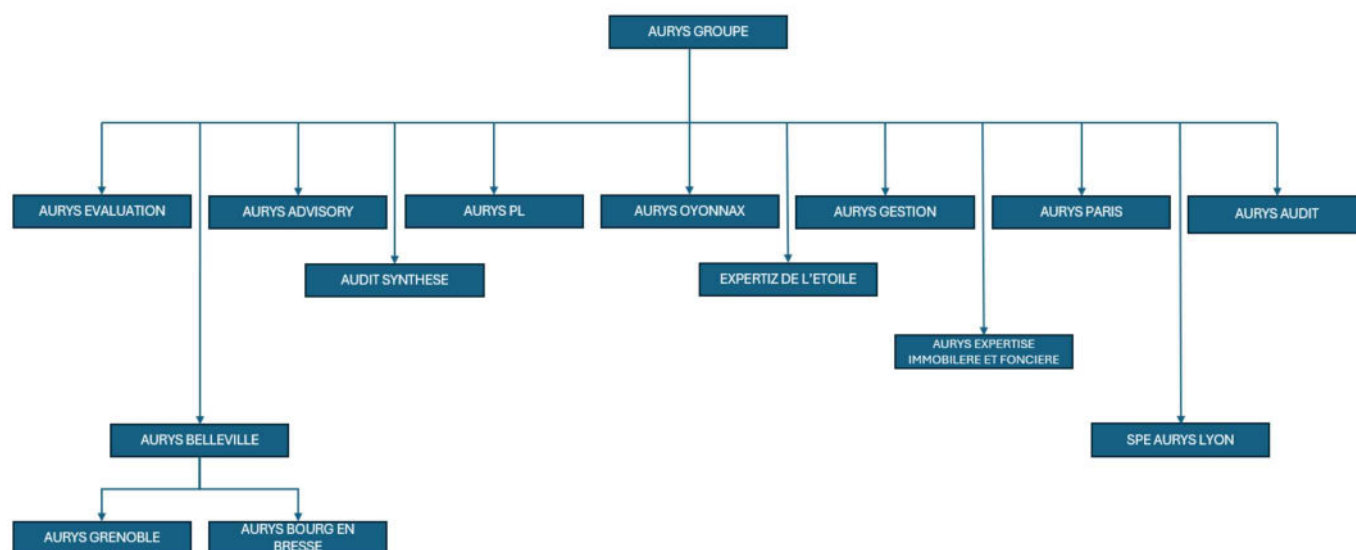 AURYS GROUPE
AURYS EVALUATION
AURYS ADVISORY
AURYS PL
AURYS OYONNAX
AURYS GESTION
AURYS PARIS
AURYS AUDIT
AUDIT SYNTHESE
EXPERTIZ DE L'ETOILE
AURYS EXPERTISE
IMMOBILERE ET FONCIERE
AURYS BELLEVILLE
SPE AURYS LYON
AURYS GRENOBLE
AURYS BOURG EN
BRESSE